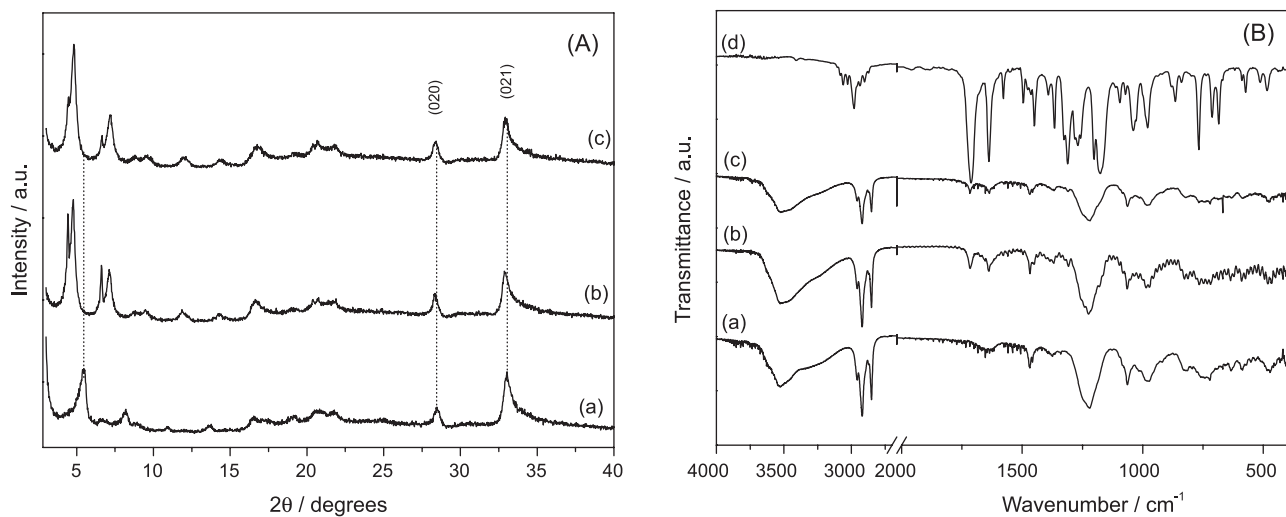 (A)
(020)
(021)
(c)
(b)
(a)
Intensity / a.u.
5 10 15 20 25 30 35 40
2θ / degrees
(B)
(d)
(c)
(b)
(a)
Transmittance / a.u.
4000 3500 3000 2000 1500 1000 500
Wavenumber / cm⁻¹